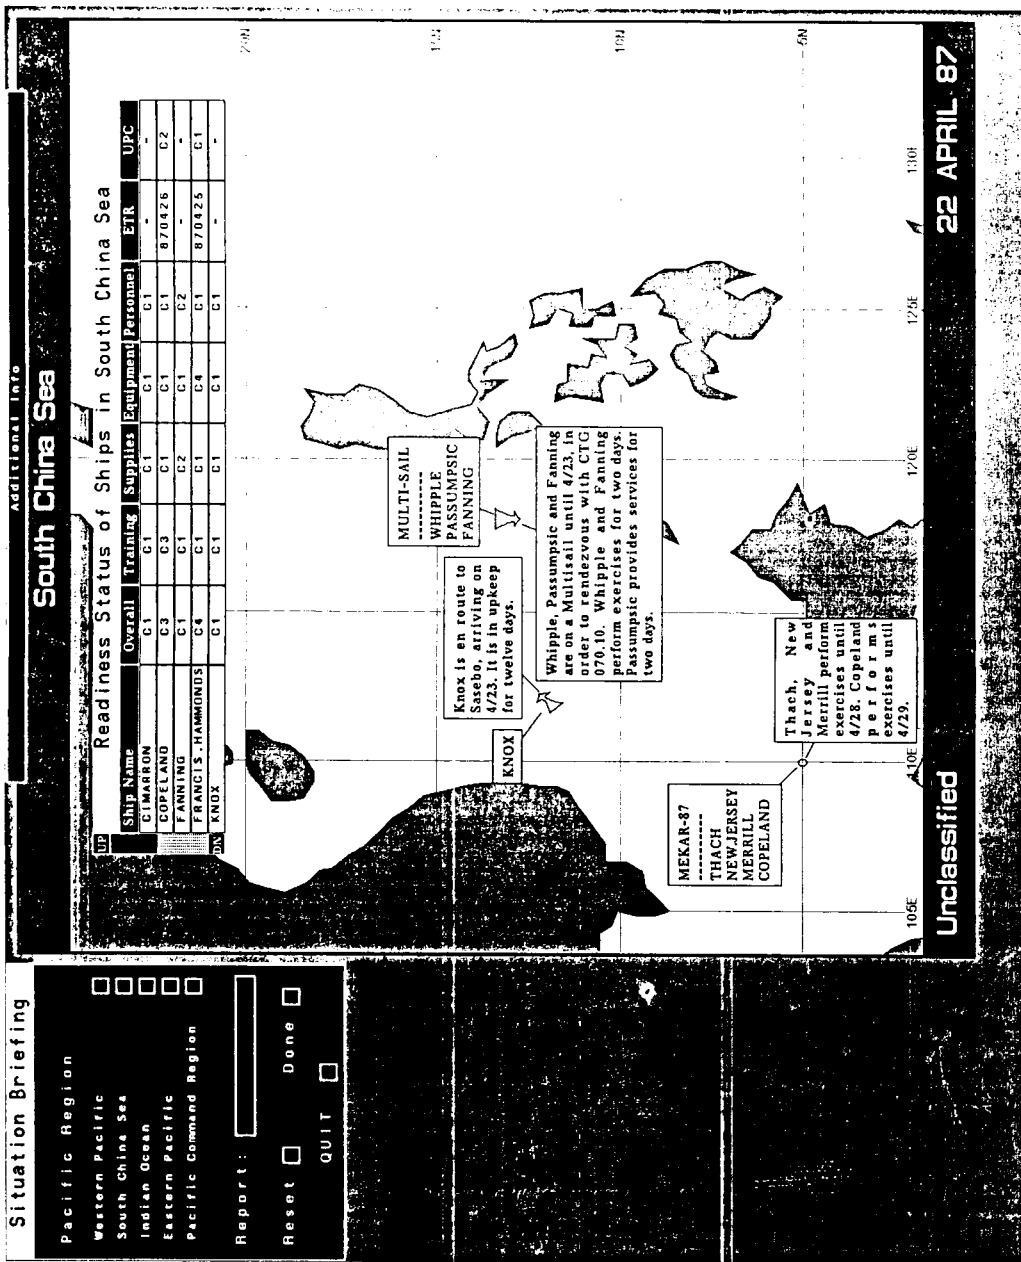 Situation Briefing
Pacific Region
Western Pacific
South China Sea
Indian Ocean
Eastern Pacific
Pacific Command Region
Report:
Reset
Done
QUIT
Additional Info
South China Sea
Readiness Status of Ships in South China Sea
UP
Ship Name Overall Training Supplies Equipment Personnel ETR UPC
CIMARRON C1 C1 C1 C1 C1 - -
COPELAND C3 C3 C1 C1 C1 870426 C2
FANNING C1 C1 C2 C1 C2 - -
FRANCIS.HAMMONDS C4 C1 C1 C4 C1 870425 C1
KNOX C1 C1 C1 C1 C1 - -
DN
20N
15N
10N
5N
MULTI-SAIL
----------
WHIPPLE
PASSUMPSIC
FANNING
Knox is en route to
Sasebo, arriving on
4/23. It is in upkeep
for twelve days.
KNOX
Whipple, Passumpsic and Fanning
are on a Multisail until 4/23, in
order to rendezvous with CTG
070.10. Whipple and Fanning
perform exercises for two days.
Passumpsic provides services for
two days.
MEKAR-87
----------
THACH
NEWJERSEY
MERRILL
COPELAND
Thach, New
Jersey and
Merrill perform
exercises until
4/28. Copeland
performs
exercises until
4/29.
105E
110E
120E
125E
130E
Unclassified
22 APRIL 87